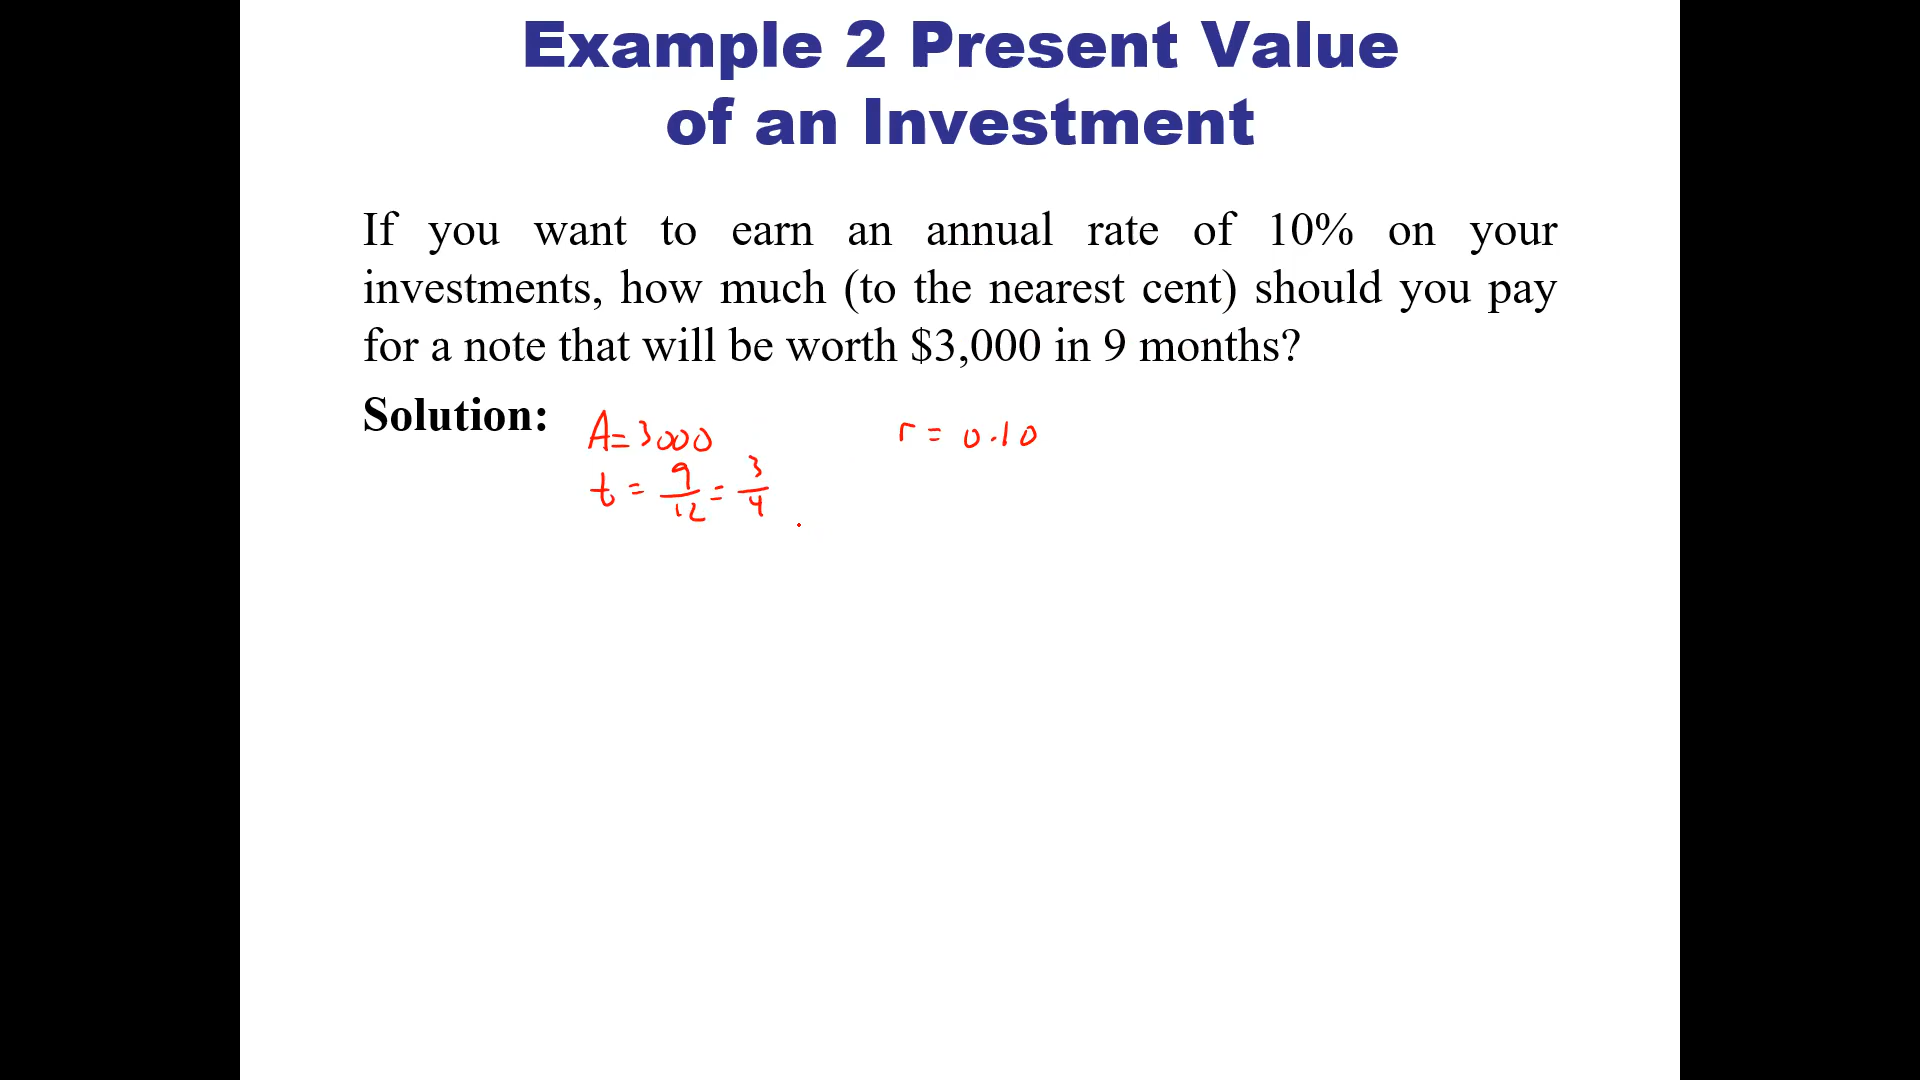 Example 2 Present Value
of an Investment
If you want to earn an annual rate of 10% on your
investments, how much (to the nearest cent) should you pay
for a note that will be worth $3,000 in 9 months?
Solution:
A=3000 r = 0.10
t = 9/12 = 3/4